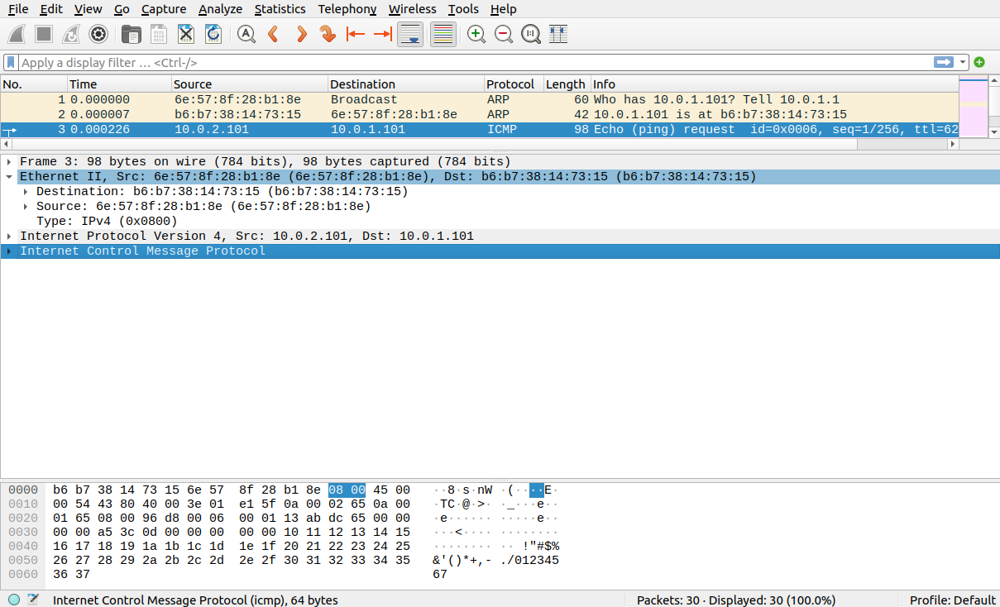 File Edit View Go Capture Analyze Statistics Telephony Wireless Tools Help
Apply a display filter … <Ctrl-/>
No. Time Source Destination Protocol Length Info
1 0.000000 6e:57:8f:28:b1:8e Broadcast ARP 60 Who has 10.0.1.101? Tell 10.0.1.1
2 0.000007 b6:b7:38:14:73:15 6e:57:8f:28:b1:8e ARP 42 10.0.1.101 is at b6:b7:38:14:73:15
3 0.000226 10.0.2.101 10.0.1.101 ICMP 98 Echo (ping) request id=0x0006, seq=1/256, ttl=62
Frame 3: 98 bytes on wire (784 bits), 98 bytes captured (784 bits)
Ethernet II, Src: 6e:57:8f:28:b1:8e (6e:57:8f:28:b1:8e), Dst: b6:b7:38:14:73:15 (b6:b7:38:14:73:15)
Destination: b6:b7:38:14:73:15 (b6:b7:38:14:73:15)
Source: 6e:57:8f:28:b1:8e (6e:57:8f:28:b1:8e)
Type: IPv4 (0x0800)
Internet Protocol Version 4, Src: 10.0.2.101, Dst: 10.0.1.101
Internet Control Message Protocol
0000 b6 b7 38 14 73 15 6e 57 8f 28 b1 8e 08 00 45 00 ··8·s·nW ·(····E·
0010 00 54 43 80 40 00 3e 01 e1 5f 0a 00 02 65 0a 00 ·TC·@·>· ·_···e··
0020 01 65 08 00 96 d8 00 06 00 01 13 ab dc 65 00 00 ·e······ ·····e··
0030 00 00 a5 3c 0d 00 00 00 00 00 10 11 12 13 14 15 ···<···· ········
0040 16 17 18 19 1a 1b 1c 1d 1e 1f 20 21 22 23 24 25 ········ ·· !"#$%
0050 26 27 28 29 2a 2b 2c 2d 2e 2f 30 31 32 33 34 35 &'()*+,- ./012345
0060 36 37 67
Internet Control Message Protocol (icmp), 64 bytes Packets: 30 · Displayed: 30 (100.0%) Profile: Default